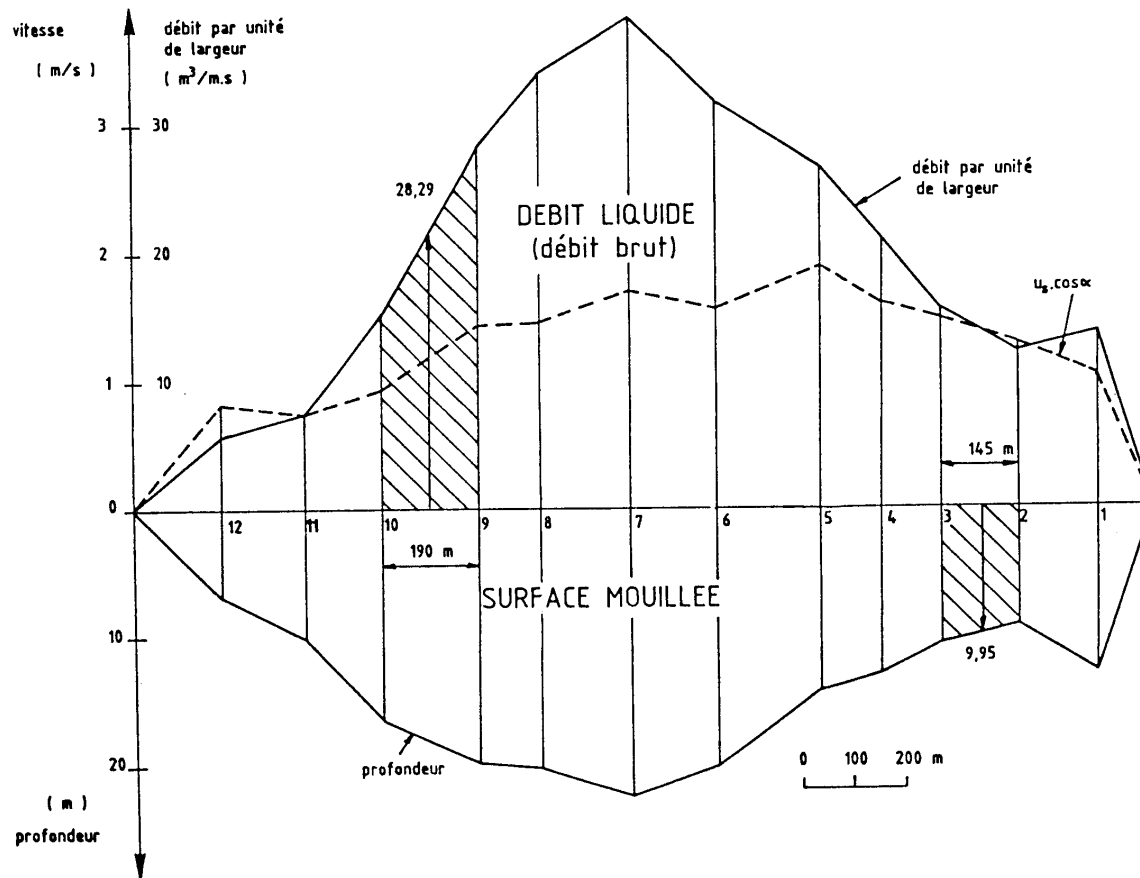 vitesse
( m/s )
débit par unité
de largeur
( m³/m.s )
3
30
28,29
DEBIT LIQUIDE
(débit brut)
débit par unité
de largeur
2
20
uₛ.cosα
1
10
145 m
0
12
11
10
9
8
7
6
5
4
3
2
1
190 m
SURFACE MOUILLEE
10
9,95
20
profondeur
0 100 200 m
( m )
profondeur